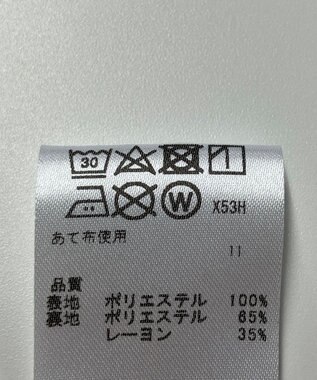 30
W X53H
あて布使用
11
品質
表地 ポリエステル 100%
裏地 ポリエステル 65%
レーヨン 35%